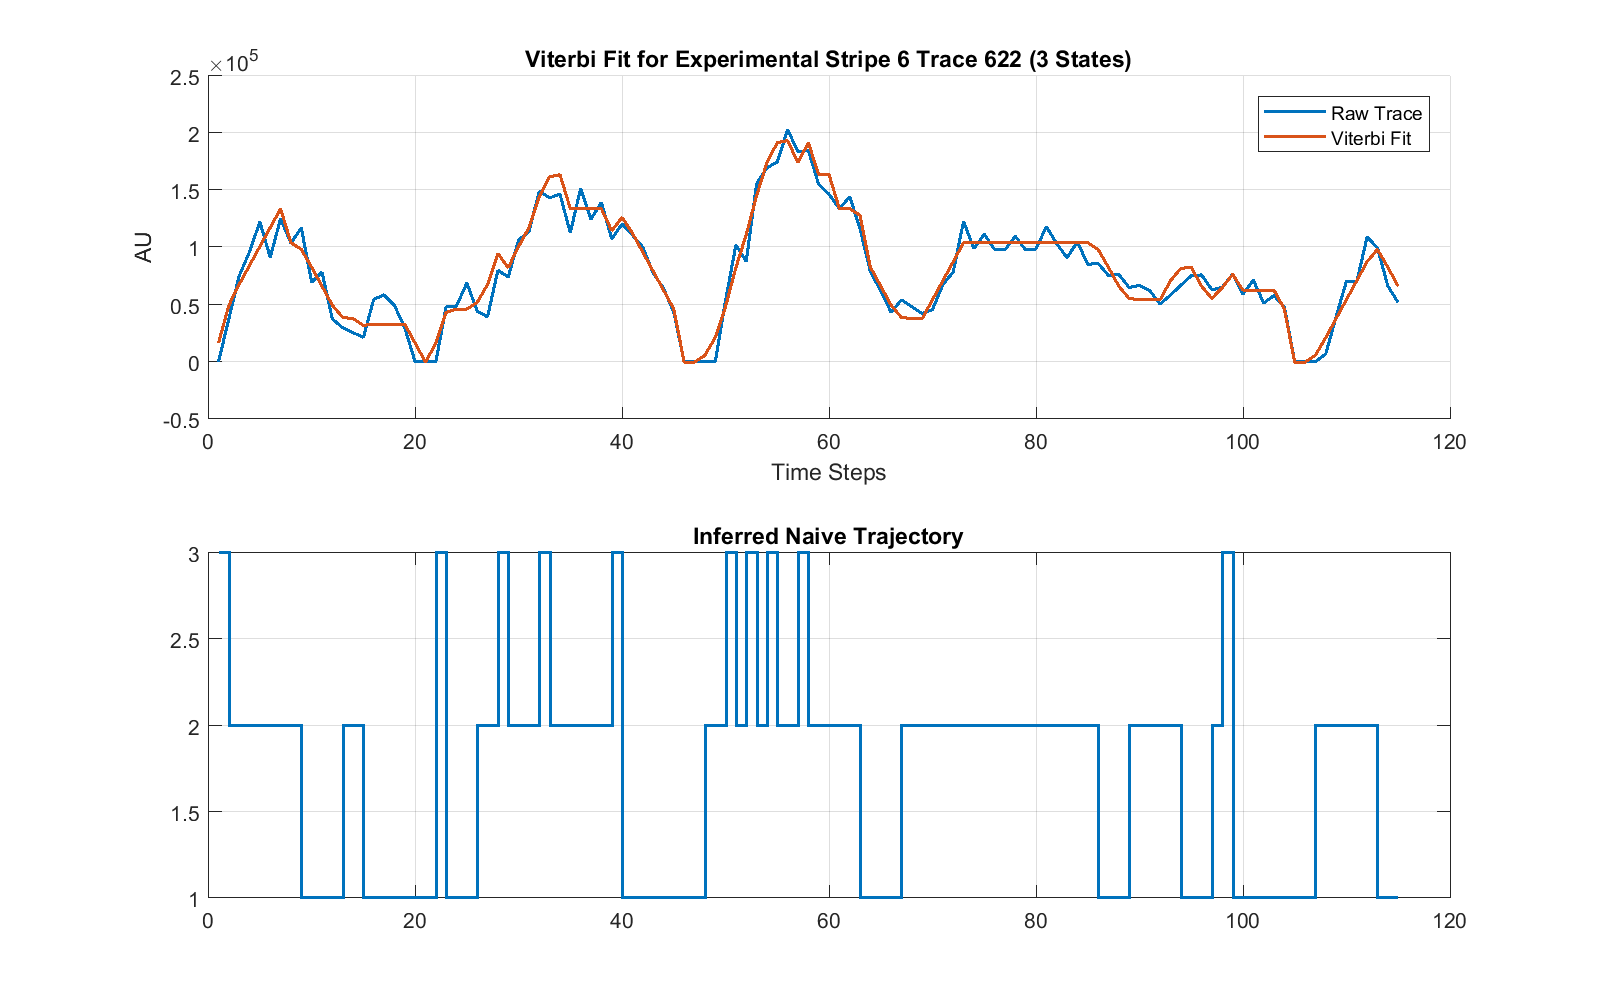 Viterbi Fit for Experimental Stripe 6 Trace 622 (3 States)
×10^5
2.5
2
1.5
1
0.5
0
-0.5
AU
Raw Trace
Viterbi Fit
0 20 40 60 80 100 120
Time Steps
Inferred Naive Trajectory
3
2.5
2
1.5
1
0 20 40 60 80 100 120